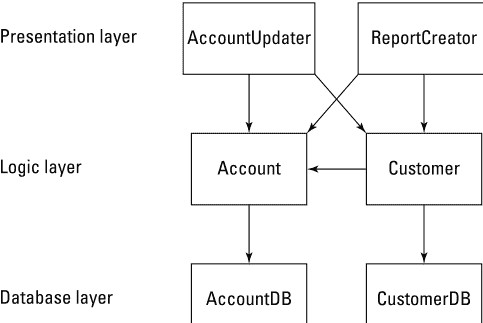 Presentation layer
AccountUpdater
ReportCreator
Logic layer
Account
Customer
Database layer
AccountDB
CustomerDB